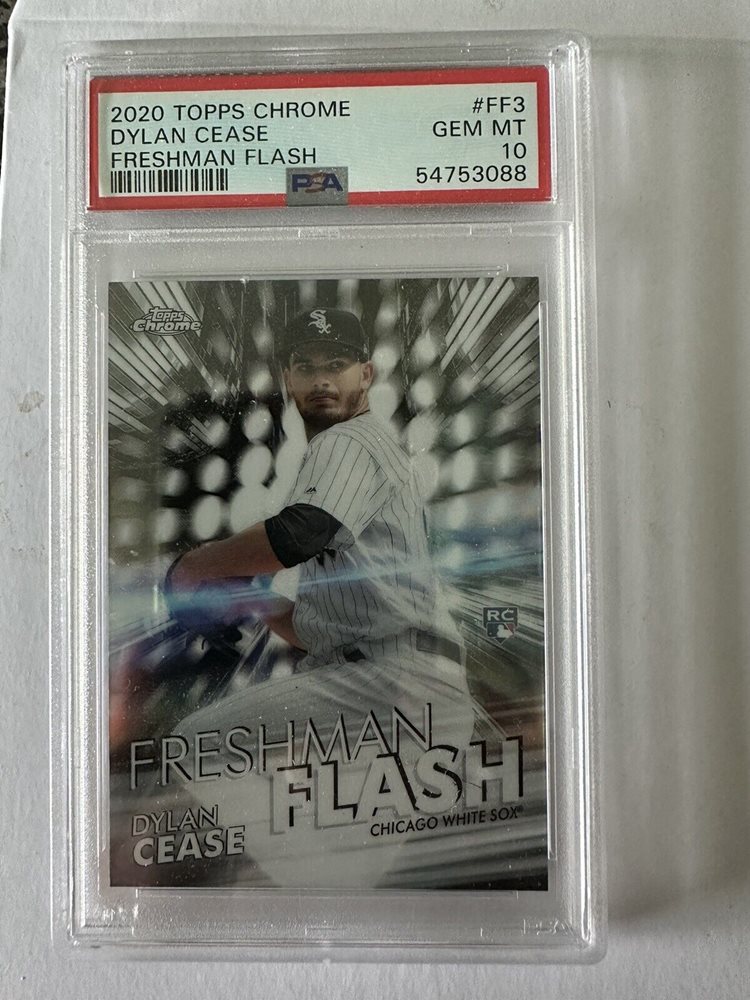 2020 TOPPS CHROME #FF3
DYLAN CEASE GEM MT
FRESHMAN FLASH 10
PSA 54753088
Topps
Chrome
SOX
RC
FRESHMAN
FLASH
DYLAN
CEASE
CHICAGO WHITE SOX®